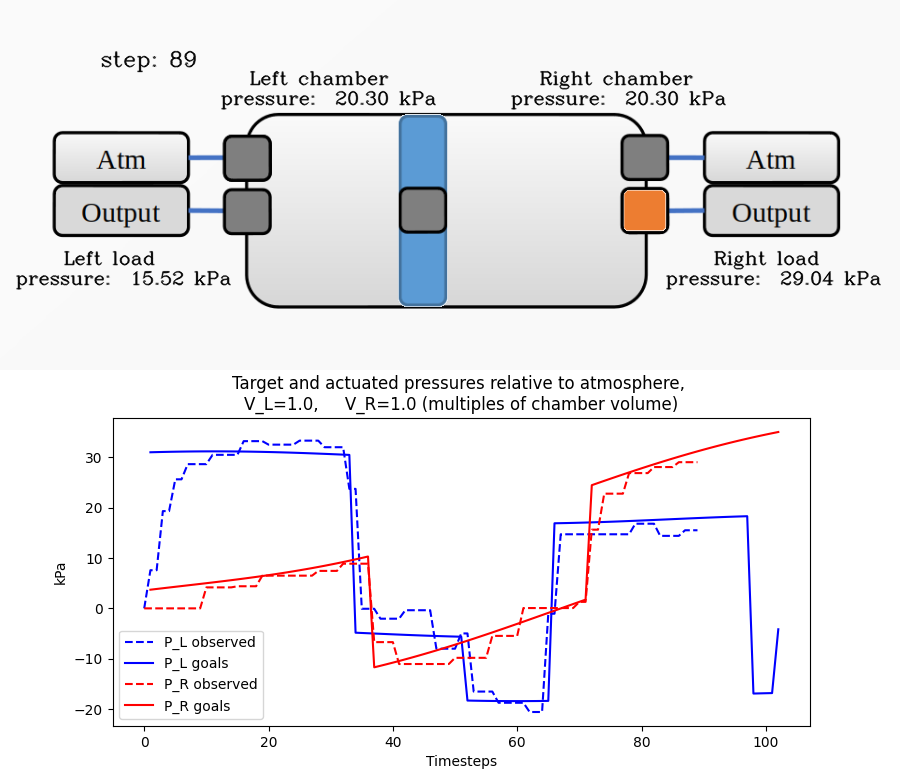 step: 89
Left chamber
pressure: 20.30 kPa
Right chamber
pressure: 20.30 kPa
Atm
Output
Atm
Output
Left load
pressure: 15.52 kPa
Right load
pressure: 29.04 kPa
Target and actuated pressures relative to atmosphere,
V_L=1.0, V_R=1.0 (multiples of chamber volume)
kPa
30
20
10
0
−10
−20
P_L observed
P_L goals
P_R observed
P_R goals
0 20 40 60 80 100
Timesteps